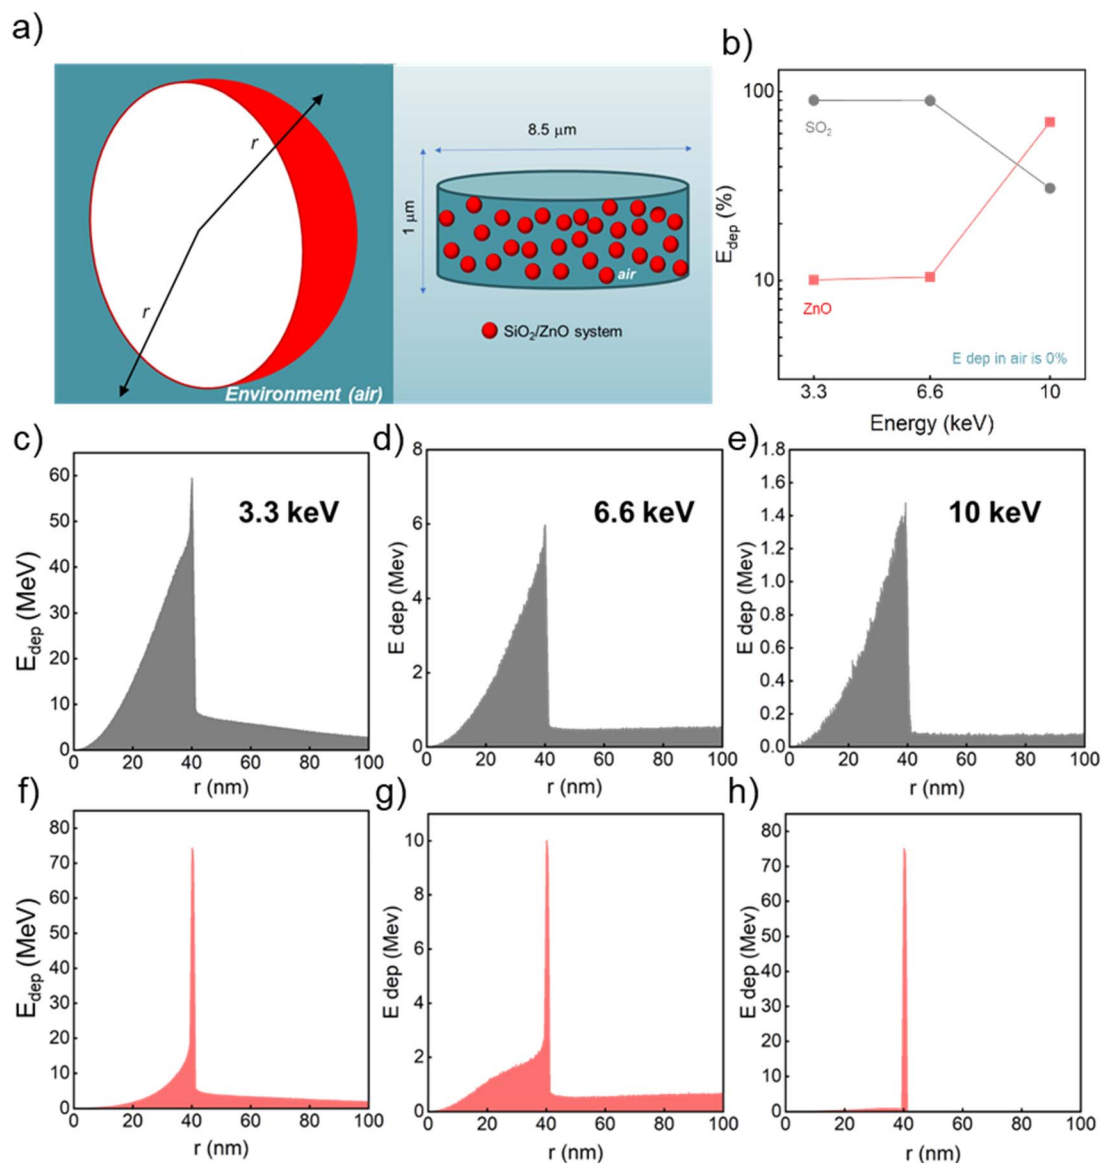 a)
r
r
Environment (air)
8.5 μm
1 μm
air
SiO₂/ZnO system
b)
100
10
E_dep (%)
SO₂
ZnO
E dep in air is 0%
3.3 6.6 10
Energy (keV)
c)
60
50
40
30
20
10
0
E_dep (MeV)
3.3 keV
0 20 40 60 80 100
r (nm)
d)
8
6
4
2
0
E dep (Mev)
6.6 keV
0 20 40 60 80 100
r (nm)
e)
1.8
1.6
1.4
1.2
1.0
0.8
0.6
0.4
0.2
0.0
E dep (Mev)
10 keV
0 20 40 60 80 100
r (nm)
f)
80
70
60
50
40
30
20
10
0
E_dep (MeV)
0 20 40 60 80 100
r (nm)
g)
10
8
6
4
2
0
E dep (Mev)
0 20 40 60 80 100
r (nm)
h)
80
70
60
50
40
30
20
10
0
E dep (Mev)
0 20 40 60 80 100
r (nm)